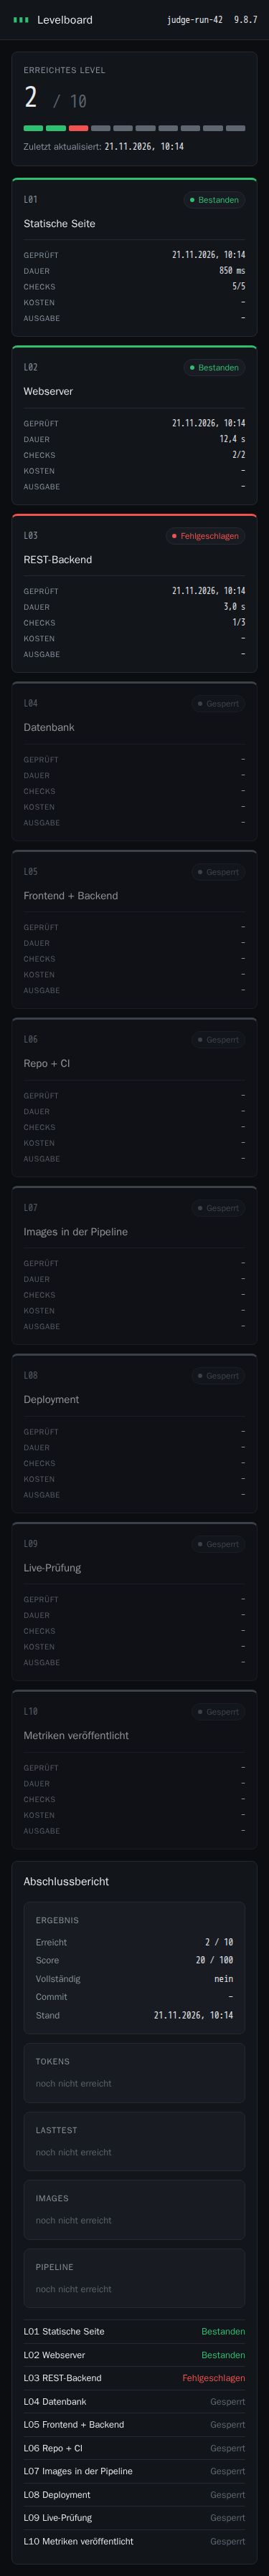 Levelboard judge-run-42 9.8.7
ERREICHTES LEVEL
2 / 10
Zuletzt aktualisiert: 21.11.2026, 10:14
L01 Bestanden
Statische Seite
GEPRÜFT 21.11.2026, 10:14
DAUER 850 ms
CHECKS 5/5
KOSTEN –
AUSGABE –
L02 Bestanden
Webserver
GEPRÜFT 21.11.2026, 10:14
DAUER 12,4 s
CHECKS 2/2
KOSTEN –
AUSGABE –
L03 Fehlgeschlagen
REST-Backend
GEPRÜFT 21.11.2026, 10:14
DAUER 3,0 s
CHECKS 1/3
KOSTEN –
AUSGABE –
L04 Gesperrt
Datenbank
GEPRÜFT –
DAUER –
CHECKS –
KOSTEN –
AUSGABE –
L05 Gesperrt
Frontend + Backend
GEPRÜFT –
DAUER –
CHECKS –
KOSTEN –
AUSGABE –
L06 Gesperrt
Repo + CI
GEPRÜFT –
DAUER –
CHECKS –
KOSTEN –
AUSGABE –
L07 Gesperrt
Images in der Pipeline
GEPRÜFT –
DAUER –
CHECKS –
KOSTEN –
AUSGABE –
L08 Gesperrt
Deployment
GEPRÜFT –
DAUER –
CHECKS –
KOSTEN –
AUSGABE –
L09 Gesperrt
Live-Prüfung
GEPRÜFT –
DAUER –
CHECKS –
KOSTEN –
AUSGABE –
L10 Gesperrt
Metriken veröffentlicht
GEPRÜFT –
DAUER –
CHECKS –
KOSTEN –
AUSGABE –
Abschlussbericht
ERGEBNIS
Erreicht 2 / 10
Score 20 / 100
Vollständig nein
Commit –
Stand 21.11.2026, 10:14
TOKENS
noch nicht erreicht
LASTTEST
noch nicht erreicht
IMAGES
noch nicht erreicht
PIPELINE
noch nicht erreicht
L01 Statische Seite Bestanden
L02 Webserver Bestanden
L03 REST-Backend Fehlgeschlagen
L04 Datenbank Gesperrt
L05 Frontend + Backend Gesperrt
L06 Repo + CI Gesperrt
L07 Images in der Pipeline Gesperrt
L08 Deployment Gesperrt
L09 Live-Prüfung Gesperrt
L10 Metriken veröffentlicht Gesperrt